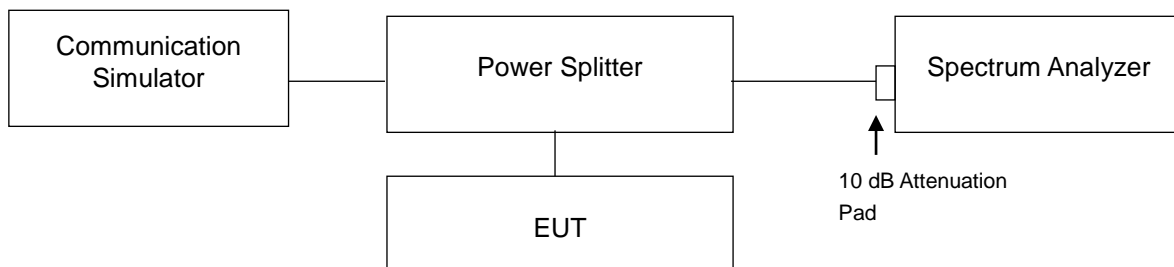 Communication
Simulator
Power Splitter
Spectrum Analyzer
10 dB Attenuation
Pad
EUT